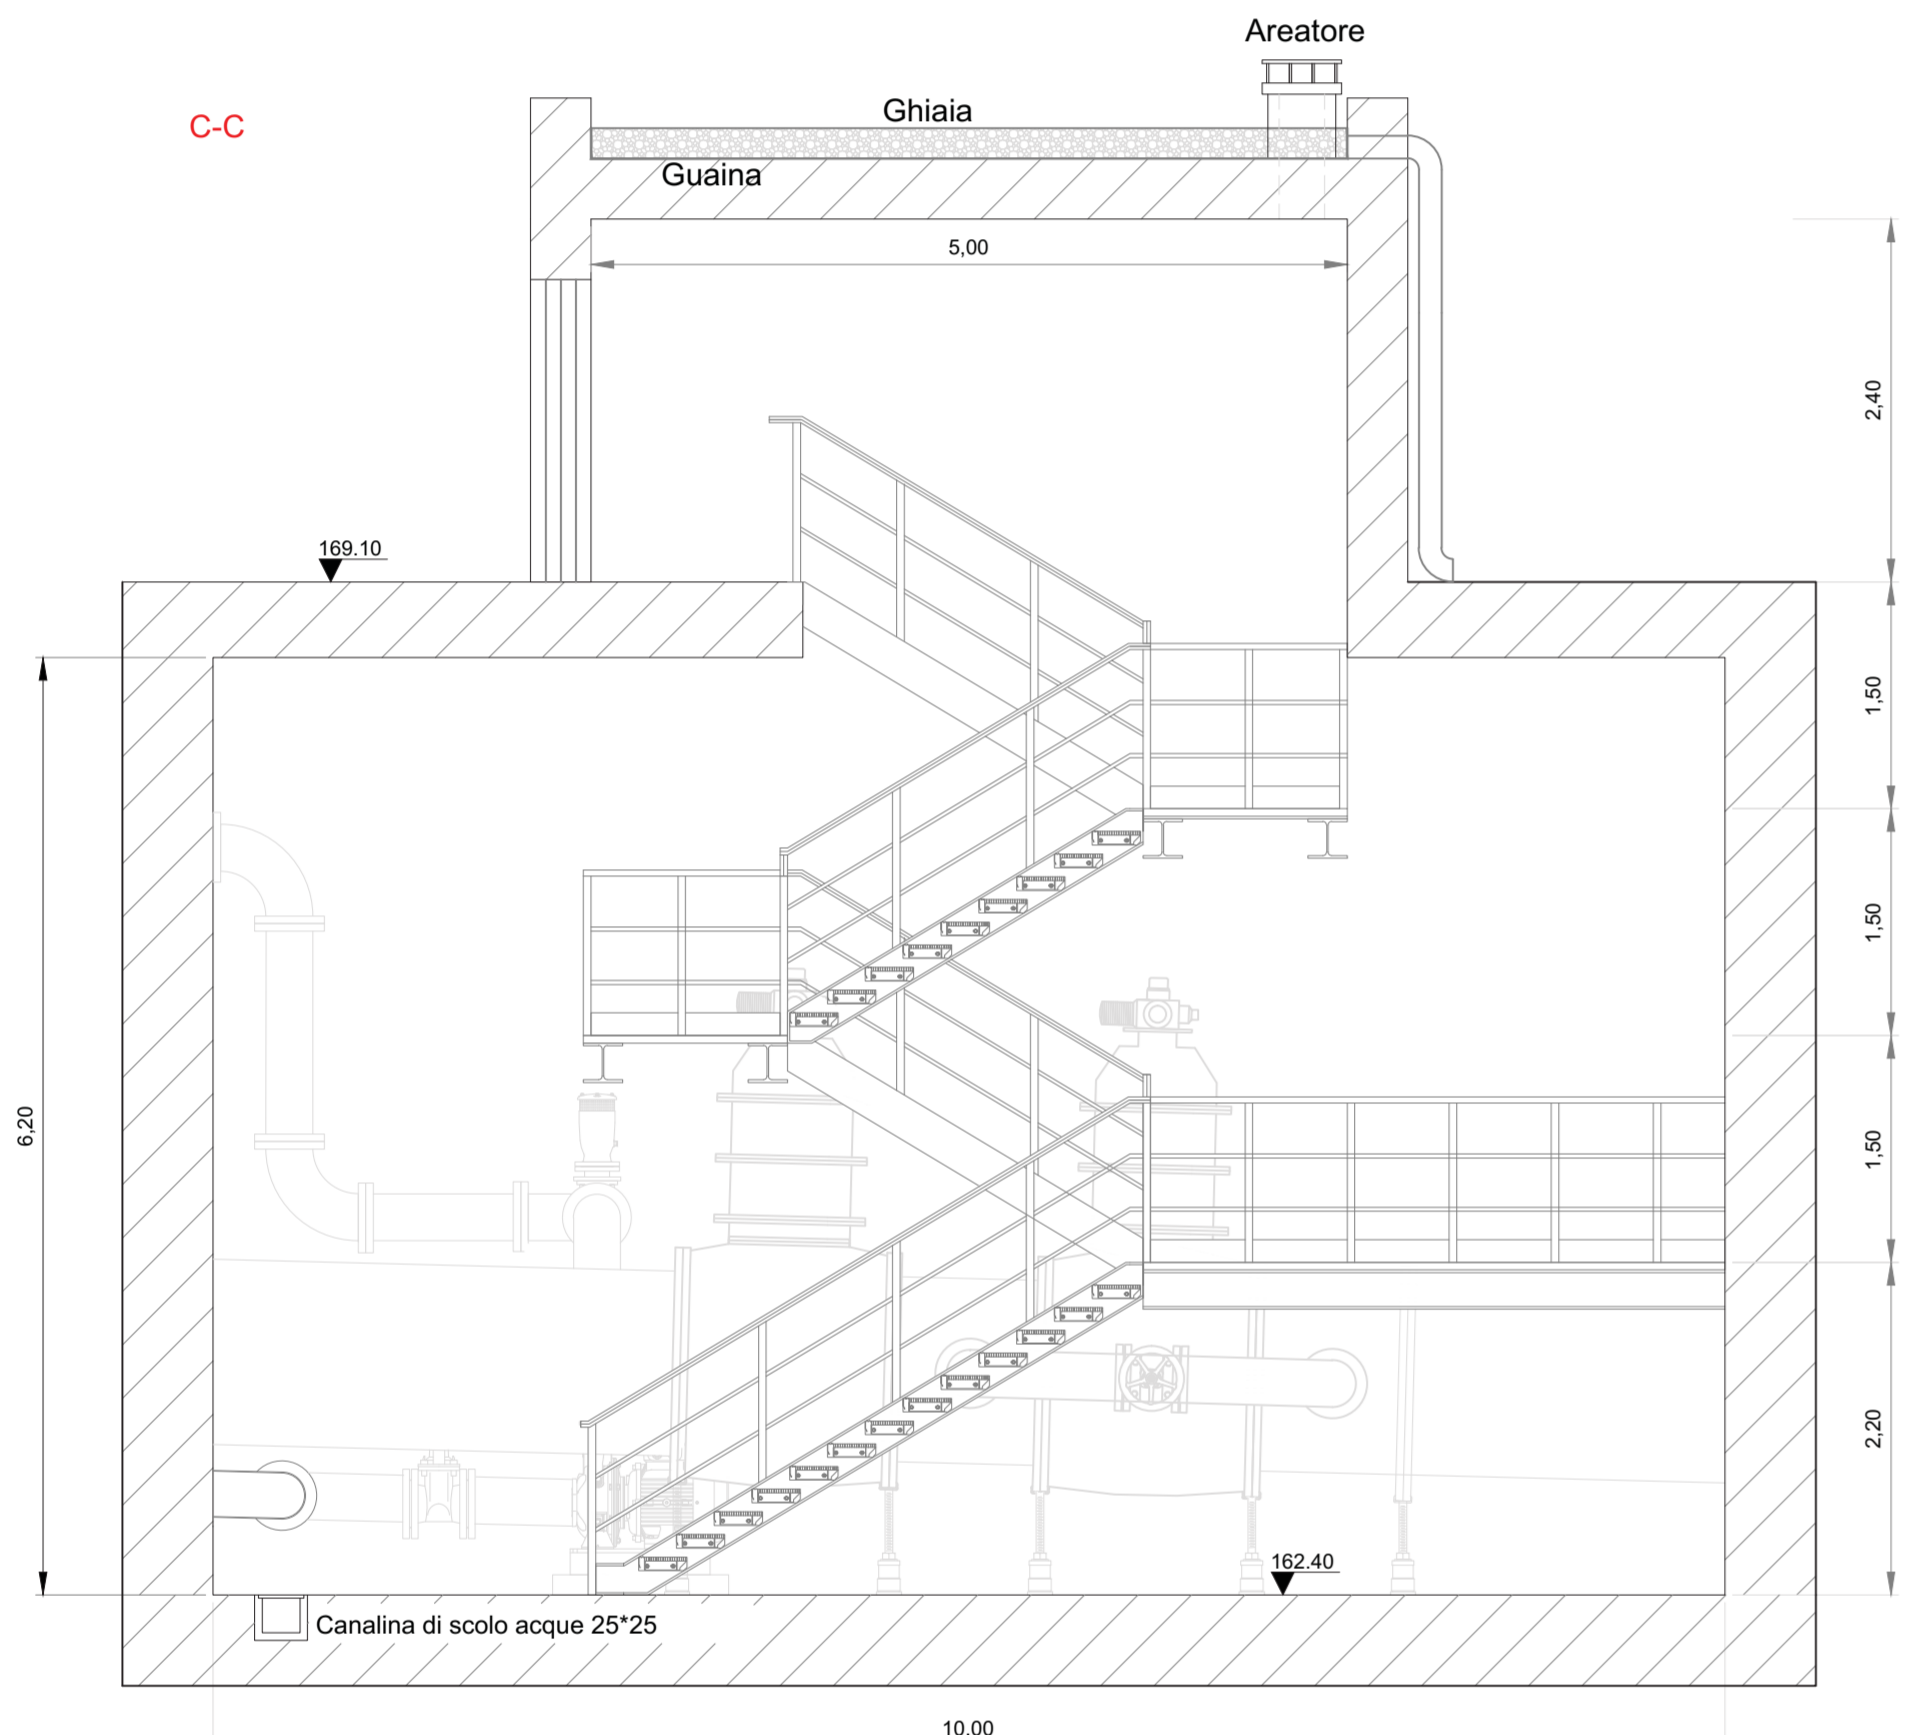 Areatore
C-C
Ghiaia
Guaina
5,00
2,40
169.10
1,50
1,50
6,20
1,50
2,20
162.40
Canalina di scolo acque 25*25
10,00